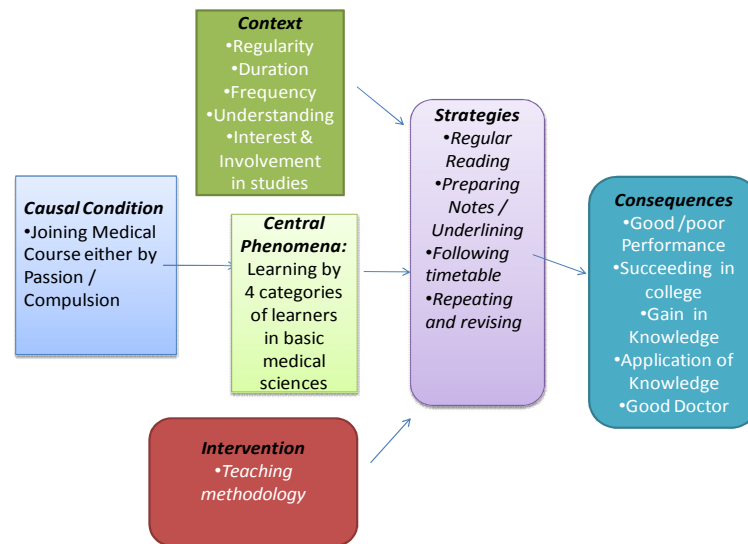 Context
•Regularity
•Duration
•Frequency
•Understanding
•Interest &
Involvement
in studies
Causal Condition
•Joining Medical
Course either by
Passion /
Compulsion
Central
Phenomena:
Learning by
4 categories
of learners
in basic
medical
sciences
Intervention
•Teaching
methodology
Strategies
•Regular
Reading
•Preparing
Notes /
Underlining
•Following
timetable
•Repeating
and revising
Consequences
•Good /poor
Performance
•Succeeding in
college
•Gain in
Knowledge
•Application of
Knowledge
•Good Doctor